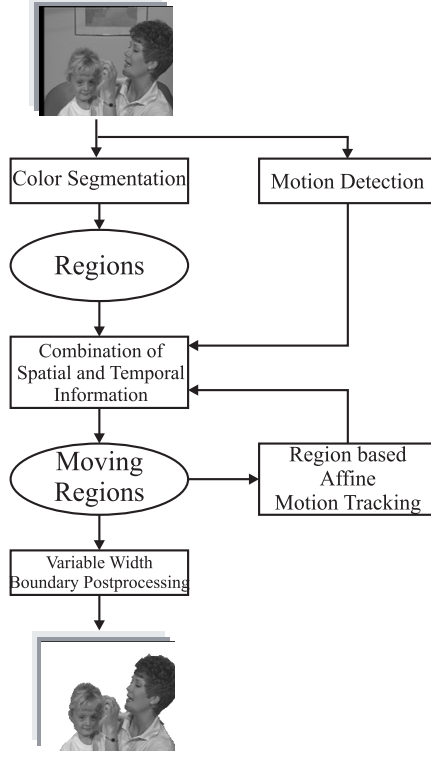 Color Segmentation
Motion Detection
Regions
Combination of
Spatial and Temporal
Information
Moving
Regions
Region based
Affine
Motion Tracking
Variable Width
Boundary Postprocessing